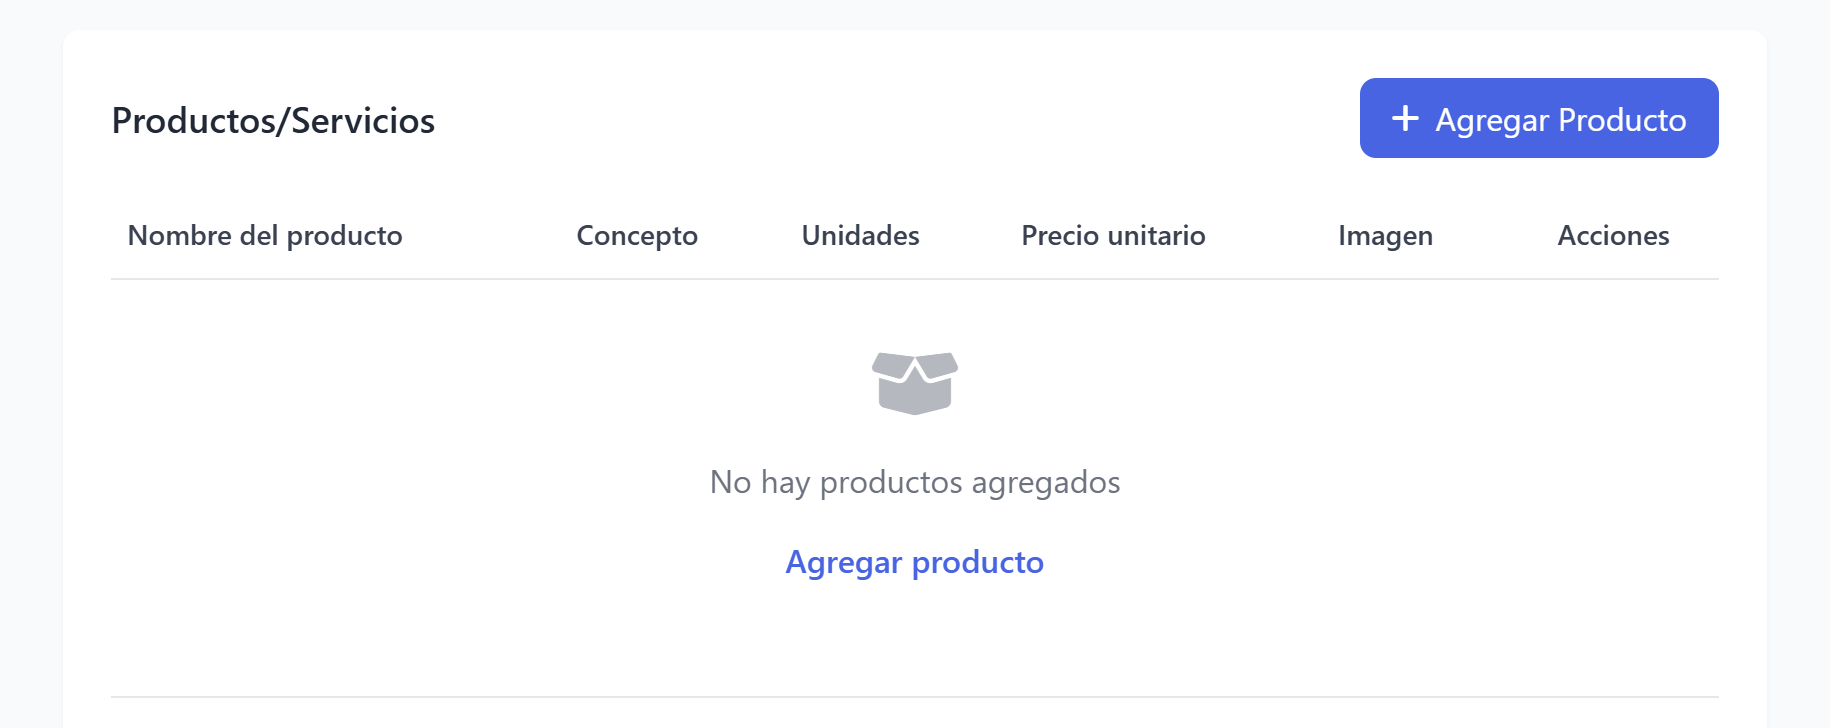 Productos/Servicios
+ Agregar Producto
Nombre del producto Concepto Unidades Precio unitario Imagen Acciones
No hay productos agregados
Agregar producto